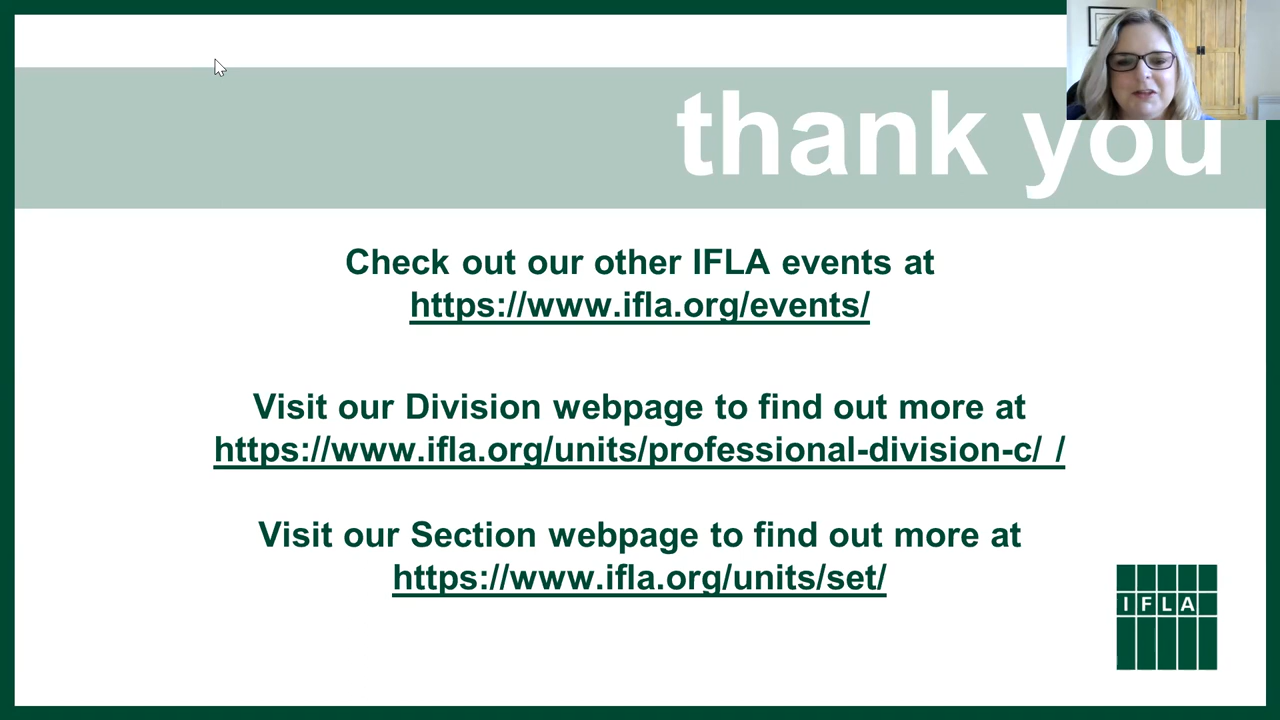 thank you
Check out our other IFLA events at
https://www.ifla.org/events/
Visit our Division webpage to find out more at
https://www.ifla.org/units/professional-division-c/ /
Visit our Section webpage to find out more at
https://www.ifla.org/units/set/
IFLA